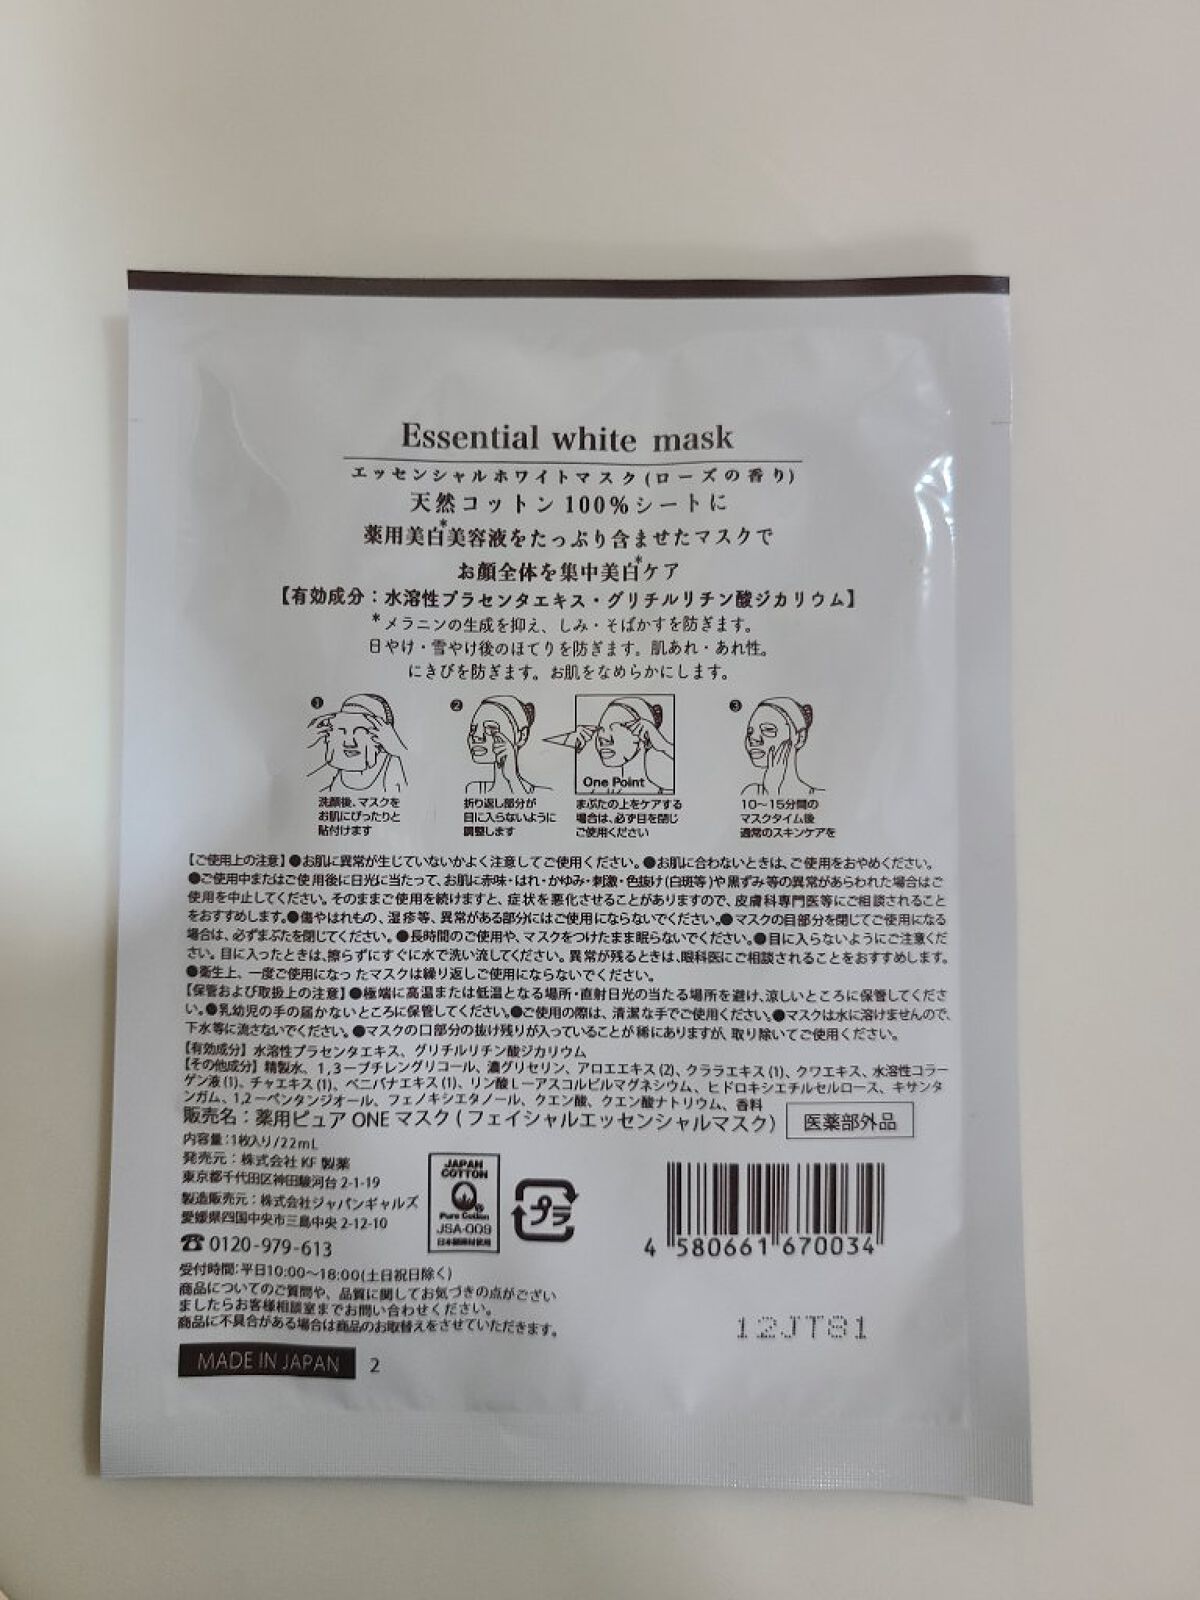 Essential white mask
エッセンシャルホワイトマスク(ローズの香り)
天然コットン100%シートに
薬用美白*美容液をたっぷり含ませたマスクで
お顔全体を集中美白*ケア
【有効成分：水溶性プラセンタエキス・グリチルリチン酸ジカリウム】
*メラニンの生成を抑え、しみ・そばかすを防ぎます。
日やけ・雪やけ後のほてりを防ぎます。肌あれ・あれ性。
にきびを防ぎます。お肌をなめらかにします。
❶
洗顔後、マスクを
お肌にぴったりと
貼付けます
❷
折り返し部分が
目に入らないように
調整します
One Point
まぶたの上をケアする
場合は、必ず目を閉じ
ご使用ください
❸
10〜15分間の
マスクタイム後
通常のスキンケアを
【ご使用上の注意】●お肌に異常が生じていないかよく注意してご使用ください。●お肌に合わないときは、ご使用をおやめください。
●ご使用中またはご使用後に日光に当たって、お肌に赤味・はれ・かゆみ・刺激・色抜け(白斑等)や黒ずみ等の異常があらわれた場合はご
使用を中止してください。そのままご使用を続けますと、症状を悪化させることがありますので、皮膚科専門医等にご相談されること
をおすすめします。●傷やはれもの、湿疹等、異常がある部分にはご使用にならないでください。●マスクの目部分を閉じてご使用になる
場合は、必ずまぶたを閉じてください。●長時間のご使用や、マスクをつけたまま眠らないでください。●目に入らないようにご注意くだ
さい。目に入ったときは、擦らずにすぐに水で洗い流してください。異常が残るときは、眼科医にご相談されることをおすすめします。
●衛生上、一度ご使用になったマスクは繰り返しご使用にならないでください。
【保管および取扱上の注意】●極端に高温または低温となる場所・直射日光の当たる場所を避け、涼しいところに保管してくださ
い。●乳幼児の手の届かないところに保管してください。●ご使用の際は、清潔な手でご使用ください。●マスクは水に溶けませんので、
下水等に流さないでください。●マスクの口部分の抜け残りが入っていることが稀にありますが、取り除いてご使用ください。
【有効成分】水溶性プラセンタエキス、グリチルリチン酸ジカリウム
【その他成分】精製水、1,3-ブチレングリコール、濃グリセリン、アロエエキス(2)、クララエキス(1)、クワエキス、水溶性コラー
ゲン液(1)、チャエキス(1)、ベニバナエキス(1)、リン酸L-アスコルビルマグネシウム、ヒドロキシエチルセルロース、キサンタ
ンガム、1,2-ペンタンジオール、フェノキシエタノール、クエン酸、クエン酸ナトリウム、香料
販売名：薬用ピュアONEマスク(フェイシャルエッセンシャルマスク)
医薬部外品
内容量：1枚入り/22mL
発売元：株式会社KF製薬
東京都千代田区神田駿河台2-1-19
製造販売元：株式会社ジャパンギャルズ
愛媛県四国中央市三島中央2-12-10
☎0120-979-613
受付時間：平日10:00〜18:00(土日祝日除く)
商品についてのご質問や、品質に関してお気づきの点がござい
ましたらお客様相談室までお問い合わせください。
商品に不具合がある場合は商品のお取替えをさせていただきます。
JAPAN
COTTON
Pure Cotton
JSA-009
日本綿棉材使用
プラ
4 580661 670034
12JT81
MADE IN JAPAN
2